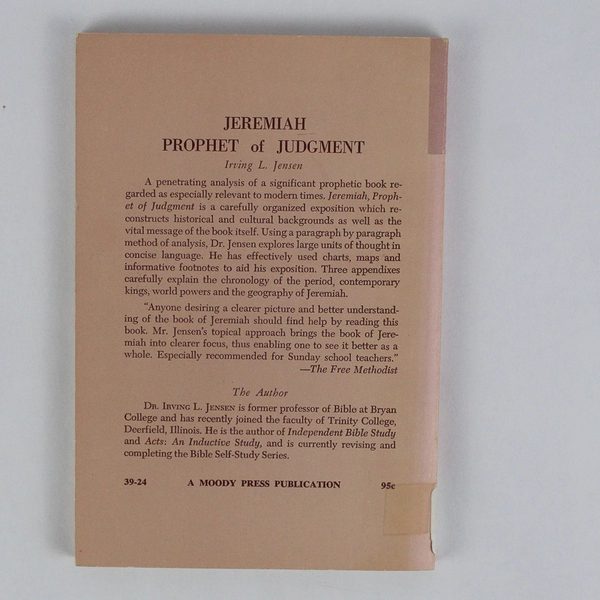 JEREMIAH
PROPHET of JUDGMENT
Irving L. Jensen
A penetrating analysis of a significant prophetic book re-
garded as especially relevant to modern times. Jeremiah, Proph-
et of Judgment is a carefully organized exposition which re-
constructs historical and cultural backgrounds as well as the
vital message of the book itself. Using a paragraph by paragraph
method of analysis, Dr. Jensen explores large units of thought in
concise language. He has effectively used charts, maps and
informative footnotes to aid his exposition. Three appendixes
carefully explain the chronology of the period, contemporary
kings, world powers and the geography of Jeremiah.
"Anyone desiring a clearer picture and better understand-
ing of the book of Jeremiah should find help by reading this
book. Mr. Jensen's topical approach brings the book of Jere-
miah into clearer focus, thus enabling one to see it better as a
whole. Especially recommended for Sunday school teachers."
—The Free Methodist
The Author
DR. IRVING L. JENSEN is former professor of Bible at Bryan
College and has recently joined the faculty of Trinity College,
Deerfield, Illinois. He is the author of Independent Bible Study
and Acts: An Inductive Study, and is currently revising and
completing the Bible Self-Study Series.
39-24 A MOODY PRESS PUBLICATION 95c